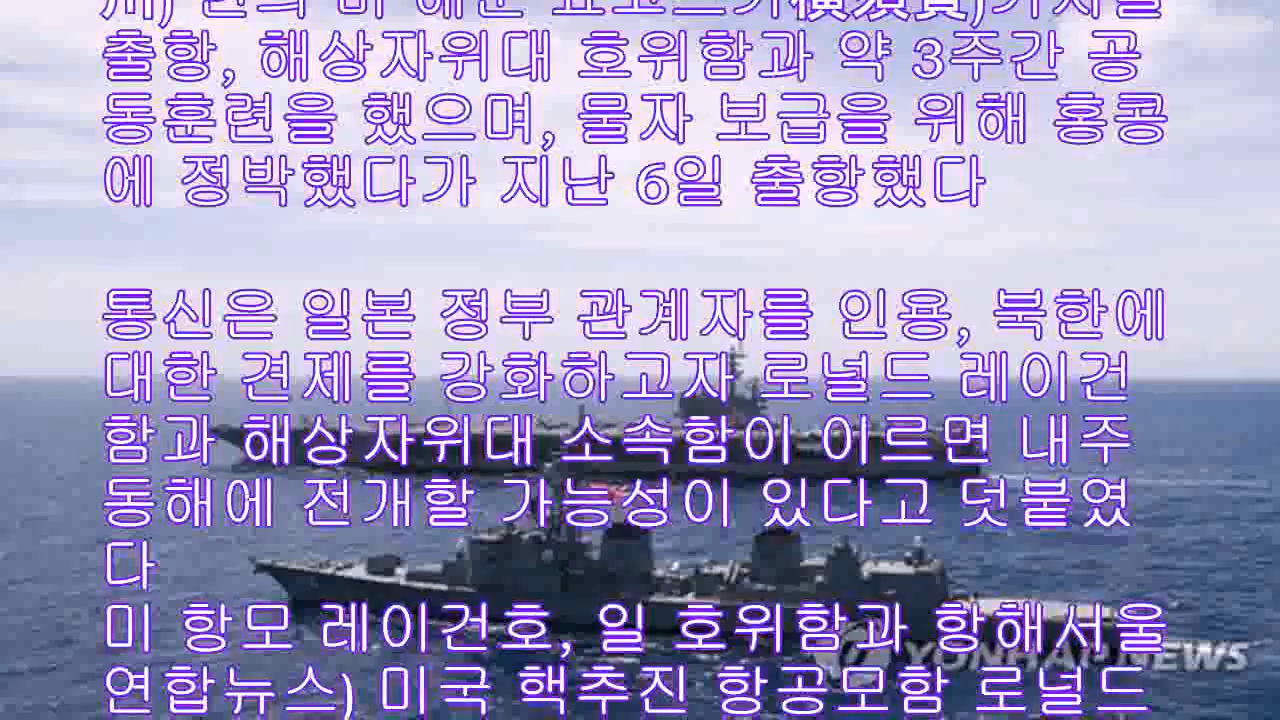 해상자위대 호위함과 약 3주간 공
출항,
동훈련을 했으며, 물자 보급을 위해 홍콩
에 정박했다가 지난 6일 출항했다
통신은 일본 정부 관계자를 인용, 북한에
대한 견제를 강화하고자 로널드 레이건
함과 해상자위대 소속함이 이르면 내주
동해에 전개할 가능성이 있다고 덧붙였
다
미 항모 레이건호, 일 호위함과 항해서울
연합뉴스) 미국 핵추진 항공모함 로널드
YONHAP NEWS